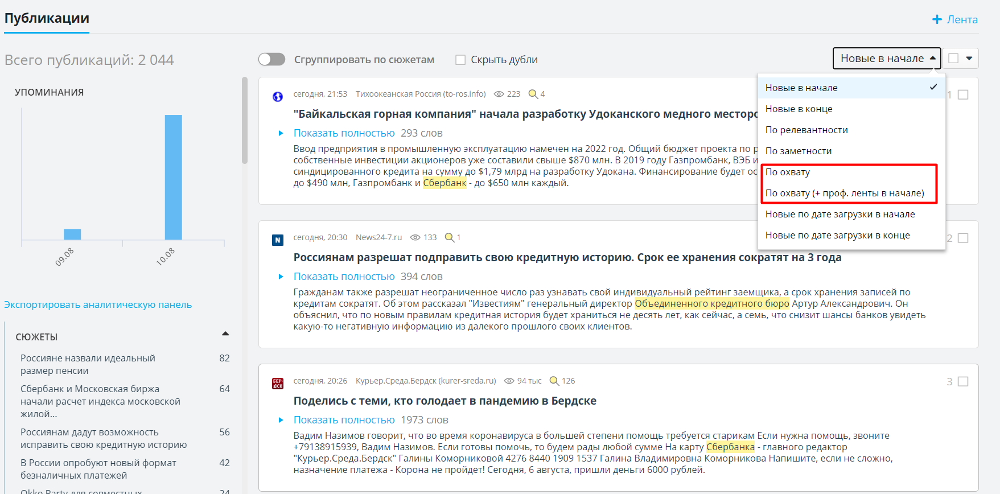 Публикации
Лента
Всего публикаций: 2 044
Сгруппировать по сюжетам
Скрыть дубли
Новые в начале
УПОМИНАНИЯ
09.08
10.08
Экспортировать аналитическую панель
СЮЖЕТЫ
Россияне назвали идеальный 82
размер пенсии
Сбербанк и Московская биржа 64
начали расчет индекса московской
жилой...
Россиянам дадут возможность 56
исправить свою кредитную историю
В России опробуют новый формат 42
безналичных платежей
Okko Party для совместных 24
Новые в начале
Новые в конце
По релевантности
По заметности
По охвату
По охвату (+ проф. ленты в начале)
Новые по дате загрузки в начале
Новые по дате загрузки в конце
сегодня, 21:53 Тихоокеанская Россия (to-ros.info) 223 4 1
"Байкальская горная компания" начала разработку Удоканского медного месторо
Показать полностью 293 слов
Ввод предприятия в промышленную эксплуатацию намечен на 2022 год. Общий бюджет проекта по р
собственные инвестиции акционеров уже составили свыше $870 млн. В 2019 году Газпромбанк, ВЭБ и
синдицированного кредита на сумму до $1,79 млрд на разработку Удокана. Финансирование будет ос
до $490 млн, Газпромбанк и Сбербанк - до $650 млн каждый.
N сегодня, 20:30 News24-7.ru 133 1 2
Россиянам разрешат подправить свою кредитную историю. Срок ее хранения сократят на 3 года
Показать полностью 394 слов
Гражданам также разрешат неограниченное число раз узнавать свой индивидуальный рейтинг заемщика, а срок хранения записей по
кредитам сократят. Об этом рассказал "Известиям" генеральный директор Объединенного кредитного бюро Артур Александрович. Он
объяснил, что по новым правилам кредитная история будет храниться не десять лет, как сейчас, а семь, что снизит шансы банков увидеть
какую-то негативную информацию из далекого прошлого своих клиентов.
БЕР-
ДСК
сегодня, 20:26 Курьер.Среда.Бердск (kurer-sreda.ru) 94 тыс 126 3
Поделись с теми, кто голодает в пандемию в Бердске
Показать полностью 1973 слов
Вадим Назимов говорит, что во время коронавируса в большей степени помощь требуется старикам Если нужна помощь, звоните
+79138915939, Вадим Назимов. Если готовы помочь, то будем рады любой сумме На карту Сбербанка - главного редактор
"Курьер.Среда.Бердск" Галины Коморниковой 4276 8440 1909 1537 Галина Владимировна Коморникова Напишите, если не сложно,
назначение платежа - Корона не пройдет! Сегодня, 6 августа, пришли деньги 6000 рублей.